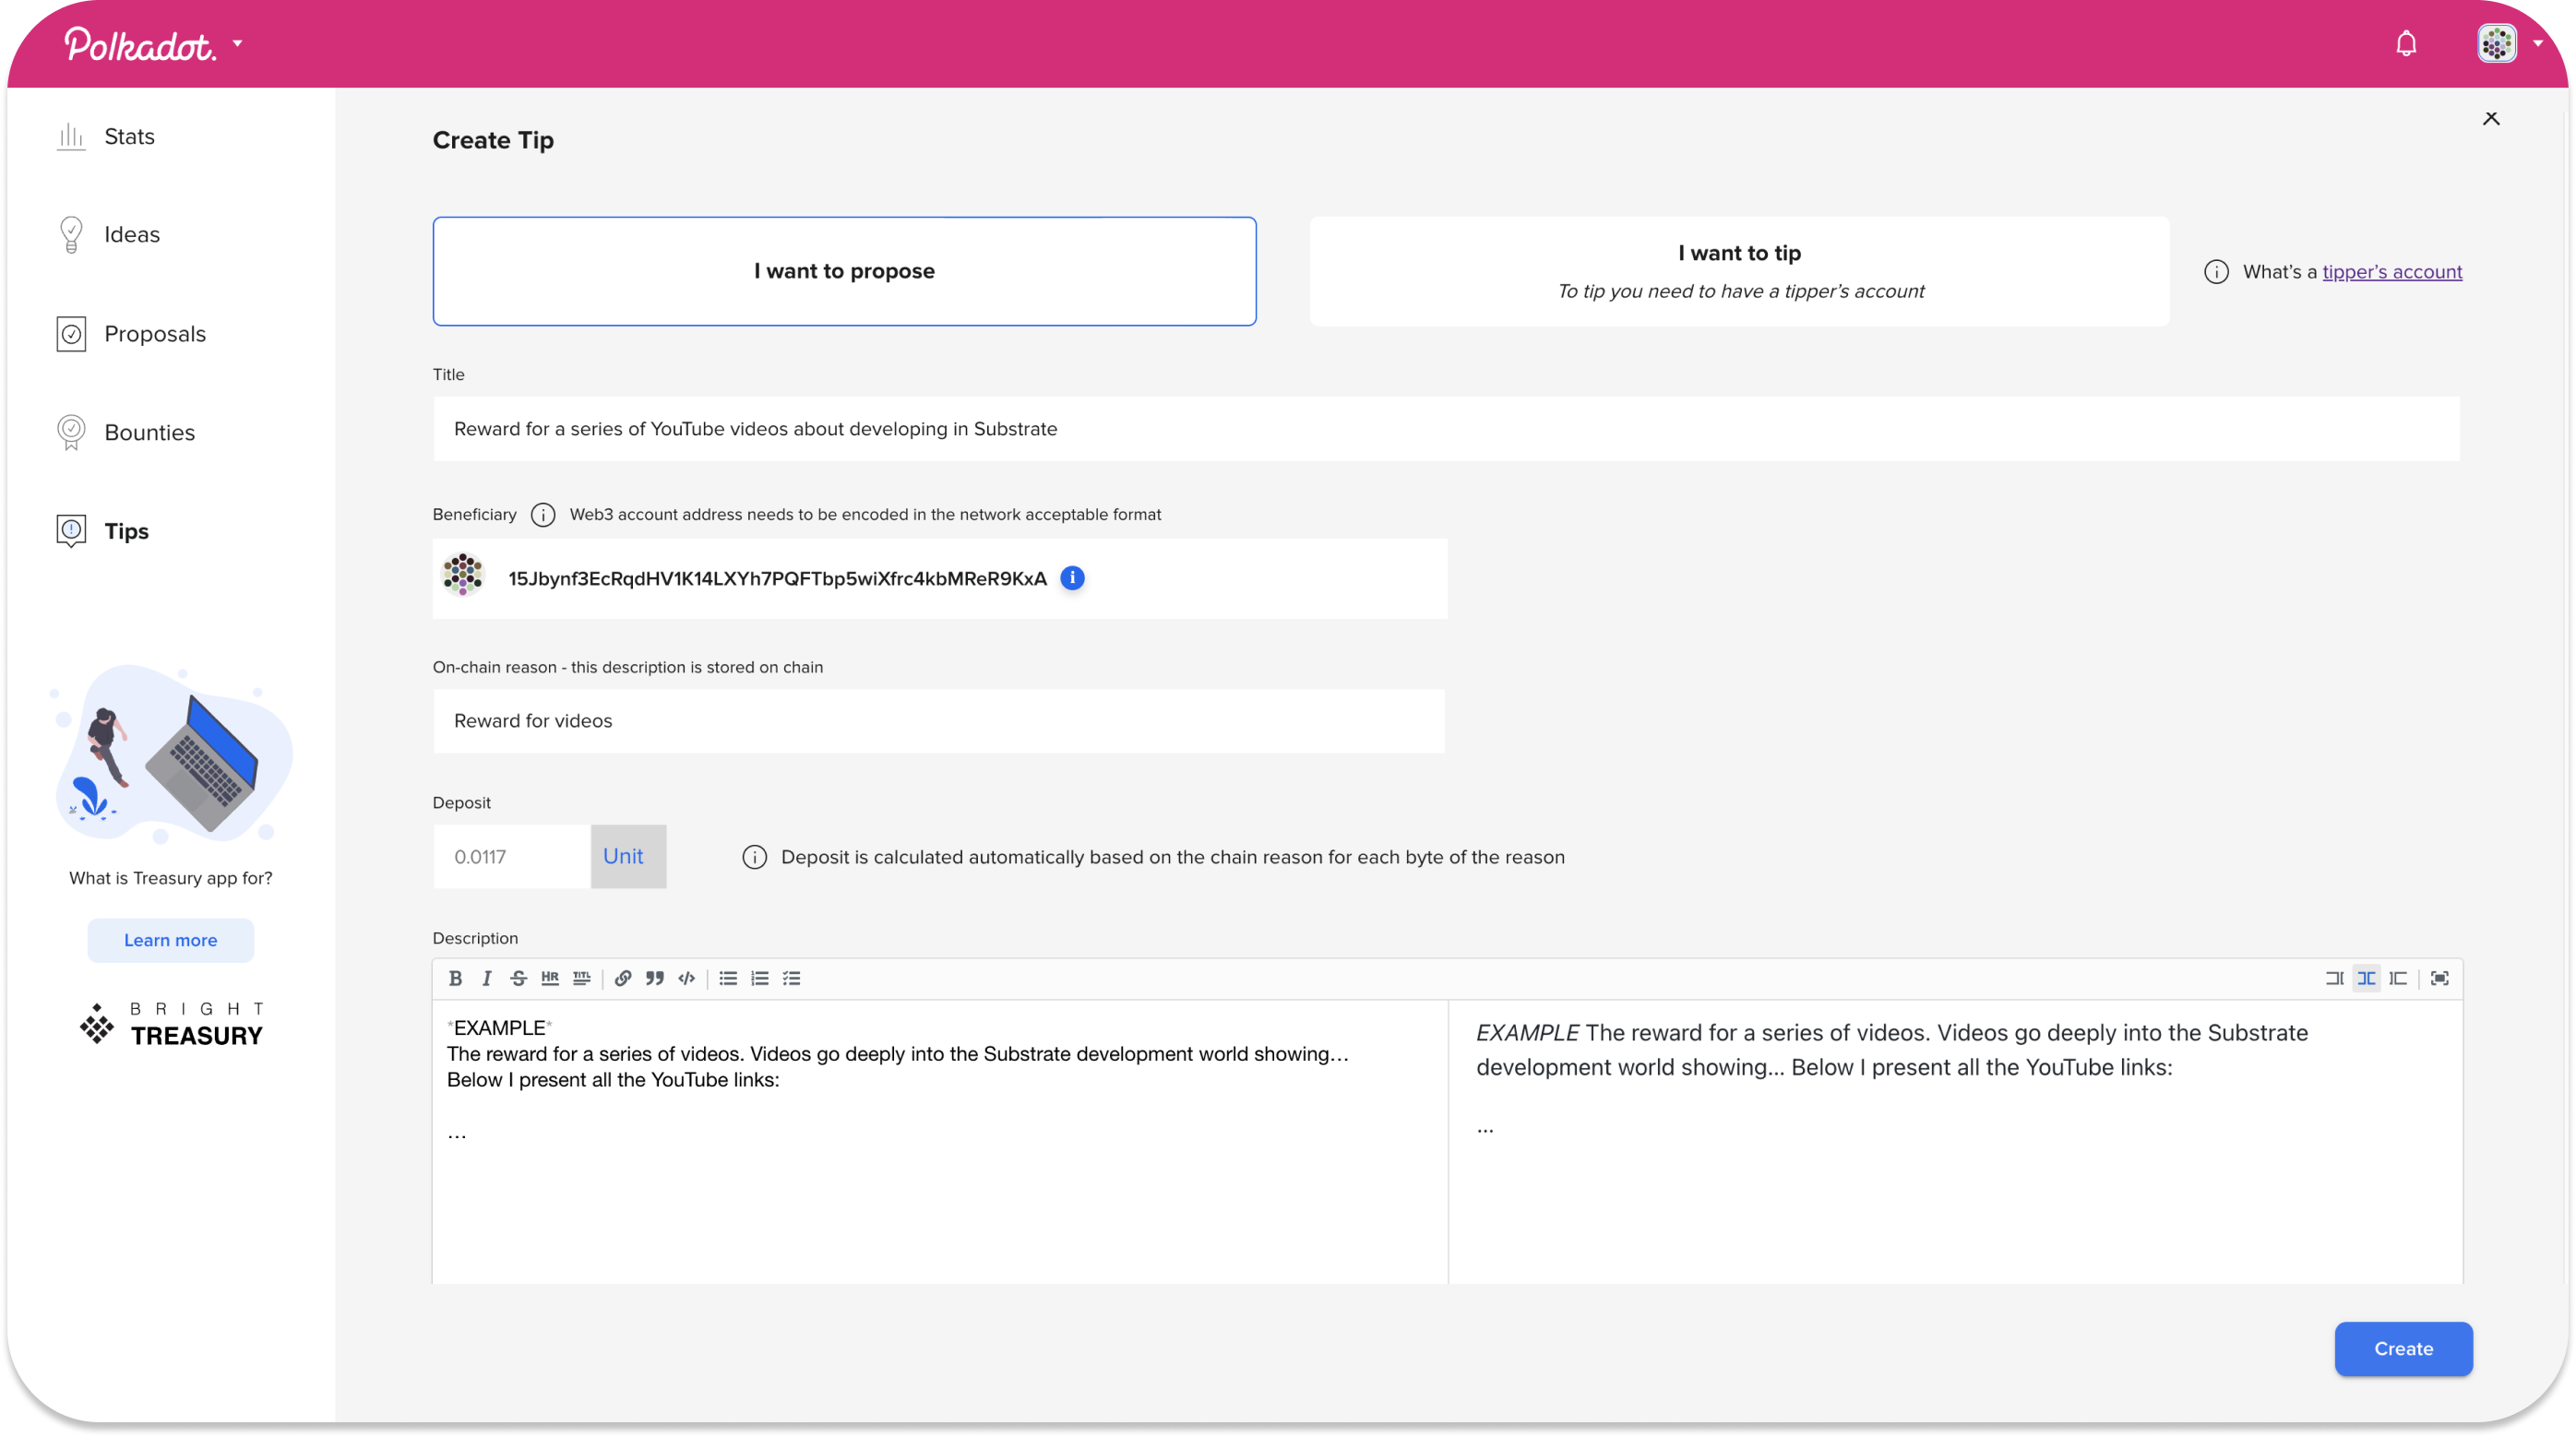 Polkadot.
Stats
Ideas
Proposals
Bounties
Tips
What is Treasury app for?
Learn more
BRIGHT
TREASURY
Create Tip
I want to propose
I want to tip
To tip you need to have a tipper's account
What's a tipper's account
Title
Reward for a series of YouTube videos about developing in Substrate
Beneficiary
Web3 account address needs to be encoded in the network acceptable format
15Jbynf3EcRqdHV1K14LXYh7PQFTbp5wiXfrc4kbMReR9KxA
On-chain reason - this description is stored on chain
Reward for videos
Deposit
0.0117 Unit
Deposit is calculated automatically based on the chain reason for each byte of the reason
Description
B I S HR TITL
*EXAMPLE*
The reward for a series of videos. Videos go deeply into the Substrate development world showing...
Below I present all the YouTube links:
...
EXAMPLE The reward for a series of videos. Videos go deeply into the Substrate
development world showing... Below I present all the YouTube links:
...
Create